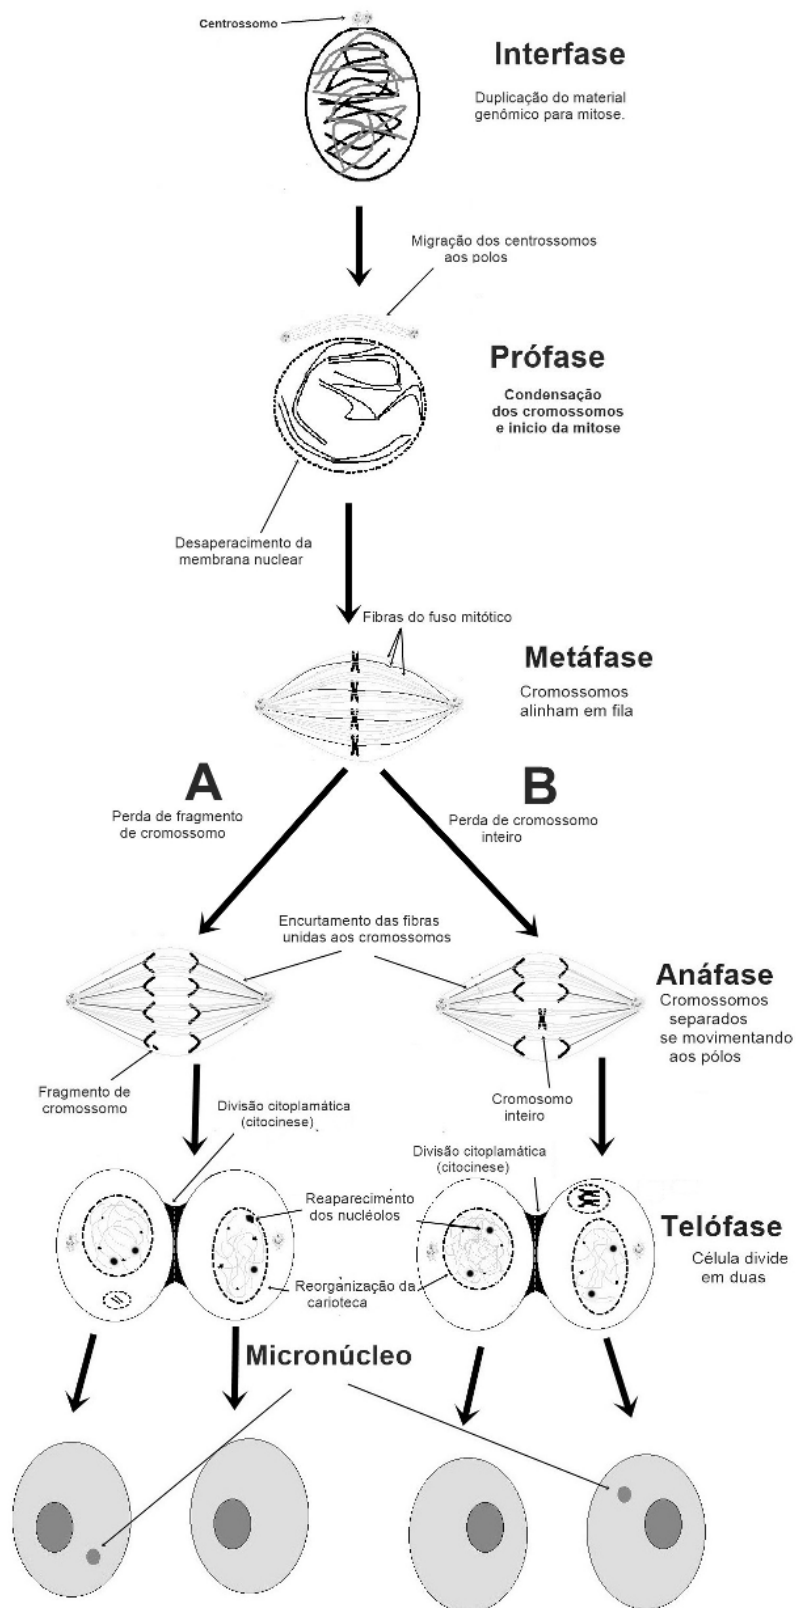 Centrossomo
Interfase
Duplicação do material
genômico para mitose.
Migração dos centrossomos
aos polos
Prófase
Condensação
dos cromossomos
e inicio da mitose
Desaperacimento da
membrana nuclear
Fibras do fuso mitótico
Metáfase
Cromossomos
alinham em fila
A
Perda de fragmento
de cromossomo
B
Perda de cromossomo
inteiro
Encurtamento das fibras
unidas aos cromossomos
Anáfase
Cromossomos
separados
se movimentando
aos pólos
Fragmento de
cromossomo
Cromosomo
inteiro
Divisão citoplamática
(citocinese)
Divisão citoplamática
(citocinese)
Reaparecimento
dos nucléolos
Telófase
Célula divide
em duas
Reorganização da
carioteca
Micronúcleo